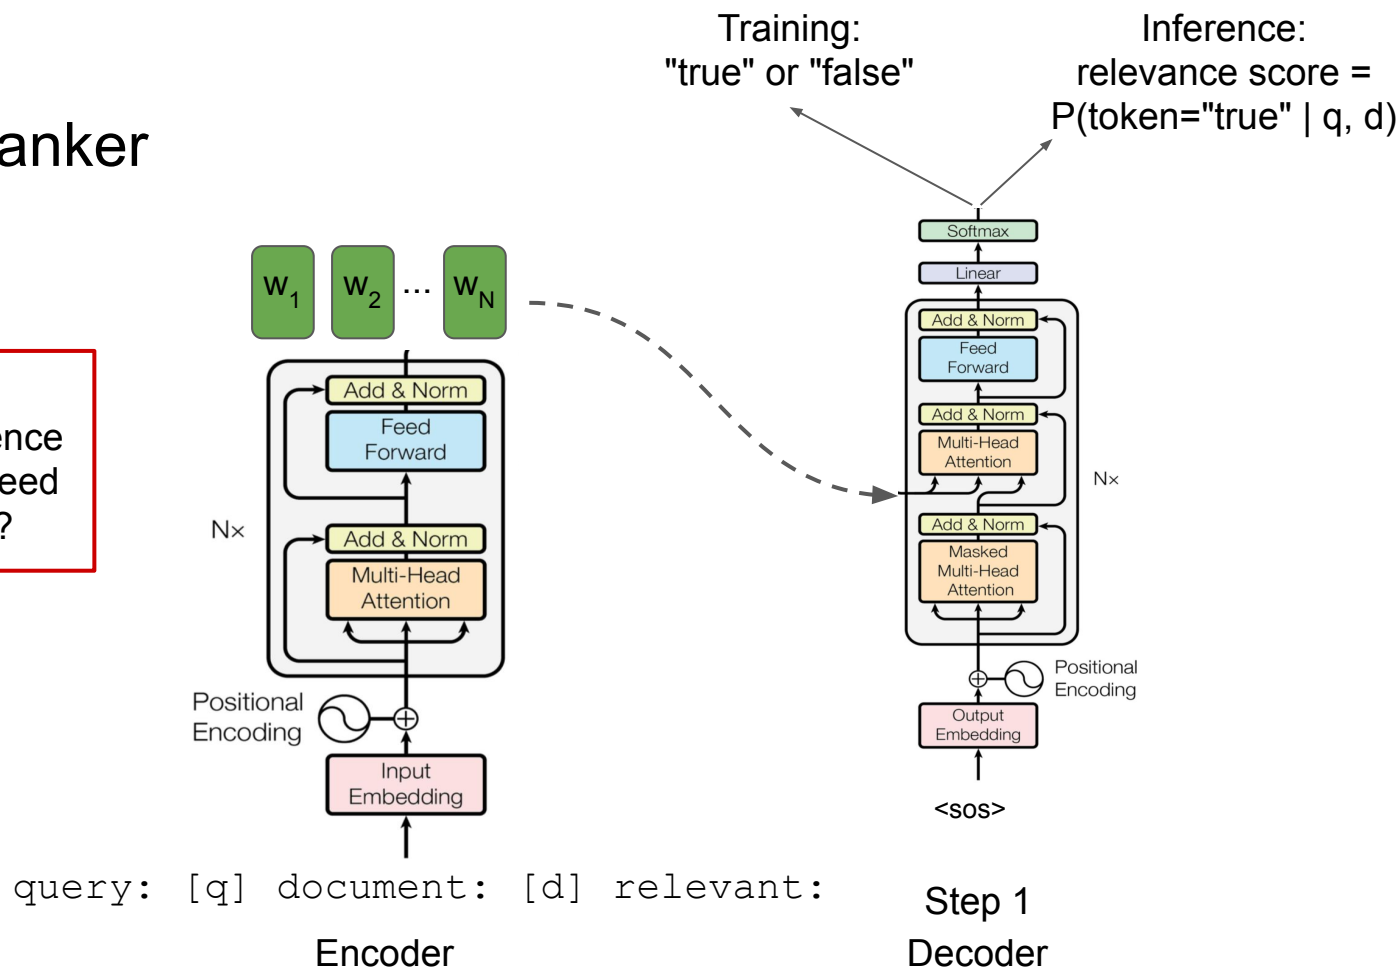 Training:
"true" or "false"
Inference:
relevance score =
P(token="true" | q, d)
anker
ence
eed
?
w1
w2
...
wN
Add & Norm
Feed
Forward
Nx
Add & Norm
Multi-Head
Attention
Positional
Encoding
Input
Embedding
query: [q] document: [d] relevant:
Encoder
Softmax
Linear
Add & Norm
Feed
Forward
Add & Norm
Multi-Head
Attention
Nx
Add & Norm
Masked
Multi-Head
Attention
Positional
Encoding
Output
Embedding
<sos>
Step 1
Decoder